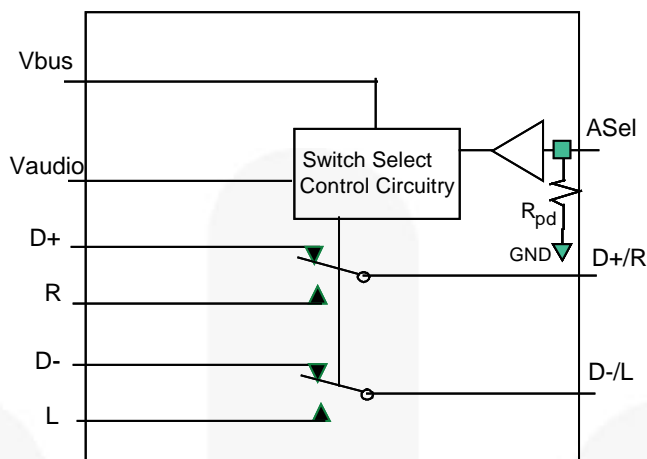 Vbus
ASel
Vaudio
Switch Select
Control Circuitry
Rpd
D+
GND
D+/R
R
D-
D-/L
L